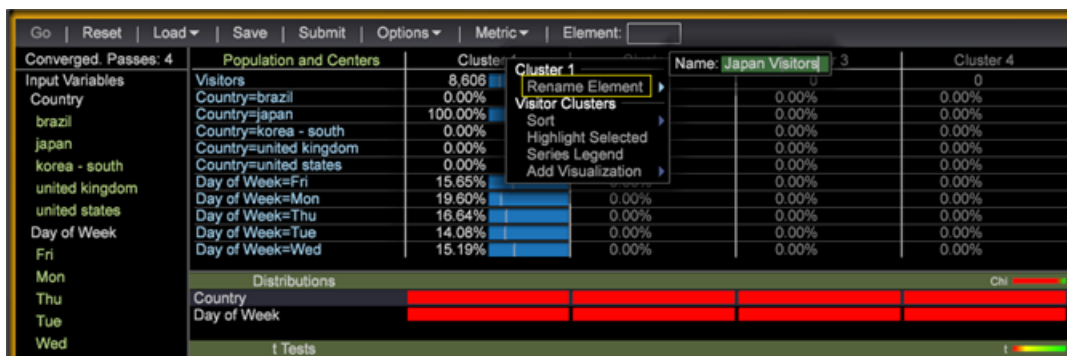 Go | Reset | Load | Save | Submit | Options | Metric | Element:
Converged. Passes: 4 Population and Centers Cluster 3 Cluster 4
Cluster 1
Rename Element
Name: Japan Visitors
Visitor Clusters
Sort
Highlight Selected
Series Legend
Add Visualization
Input Variables Visitors 8,606 0 0
Country Country=brazil 0.00% 0.00% 0.00%
brazil Country=japan 100.00% 0.00% 0.00%
japan Country=korea - south 0.00% 0.00% 0.00%
korea - south Country=united kingdom 0.00% 0.00% 0.00%
united kingdom Country=united states 0.00% 0.00% 0.00%
united states Day of Week=Fri 15.65% 0.00% 0.00%
Day of Week Day of Week=Mon 19.60% 0.00% 0.00% 0.00%
Fri Day of Week=Thu 16.64% 0.00% 0.00% 0.00%
Mon Day of Week=Tue 14.08% 0.00% 0.00% 0.00%
Thu Day of Week=Wed 15.19% 0.00% 0.00% 0.00%
Tue
Wed
Distributions Chi
Country
Day of Week
t Tests t